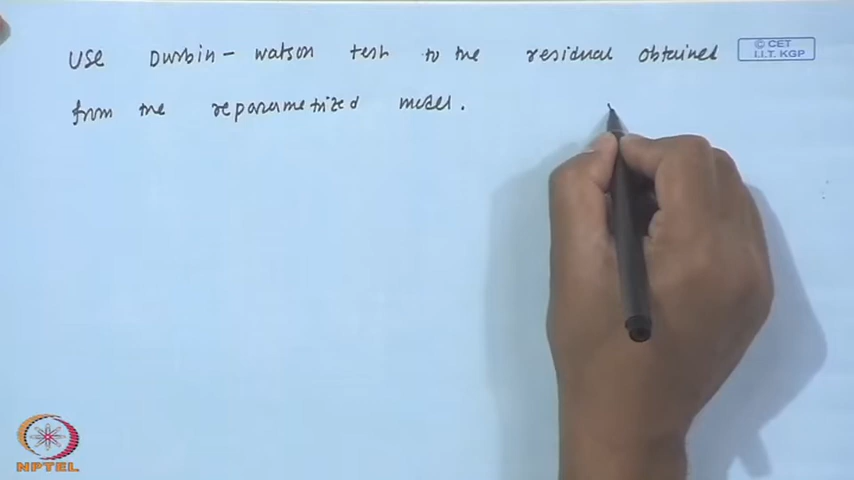 Use Durbin - Watson test to the residual obtained
from the reparametrized model.
© CET
I.I.T. KGP
NPTEL